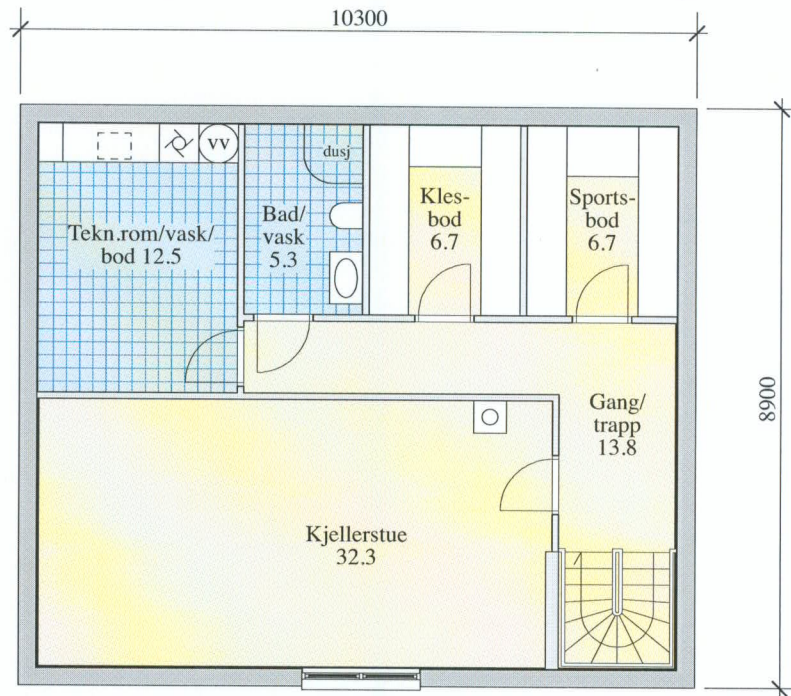 10300
VV
dusj
Tekn.rom/vask/
bod 12.5
Bad/
vask
5.3
Kles-
bod
6.7
Sports-
bod
6.7
8900
Gang/
trapp
13.8
Kjellerstue
32.3